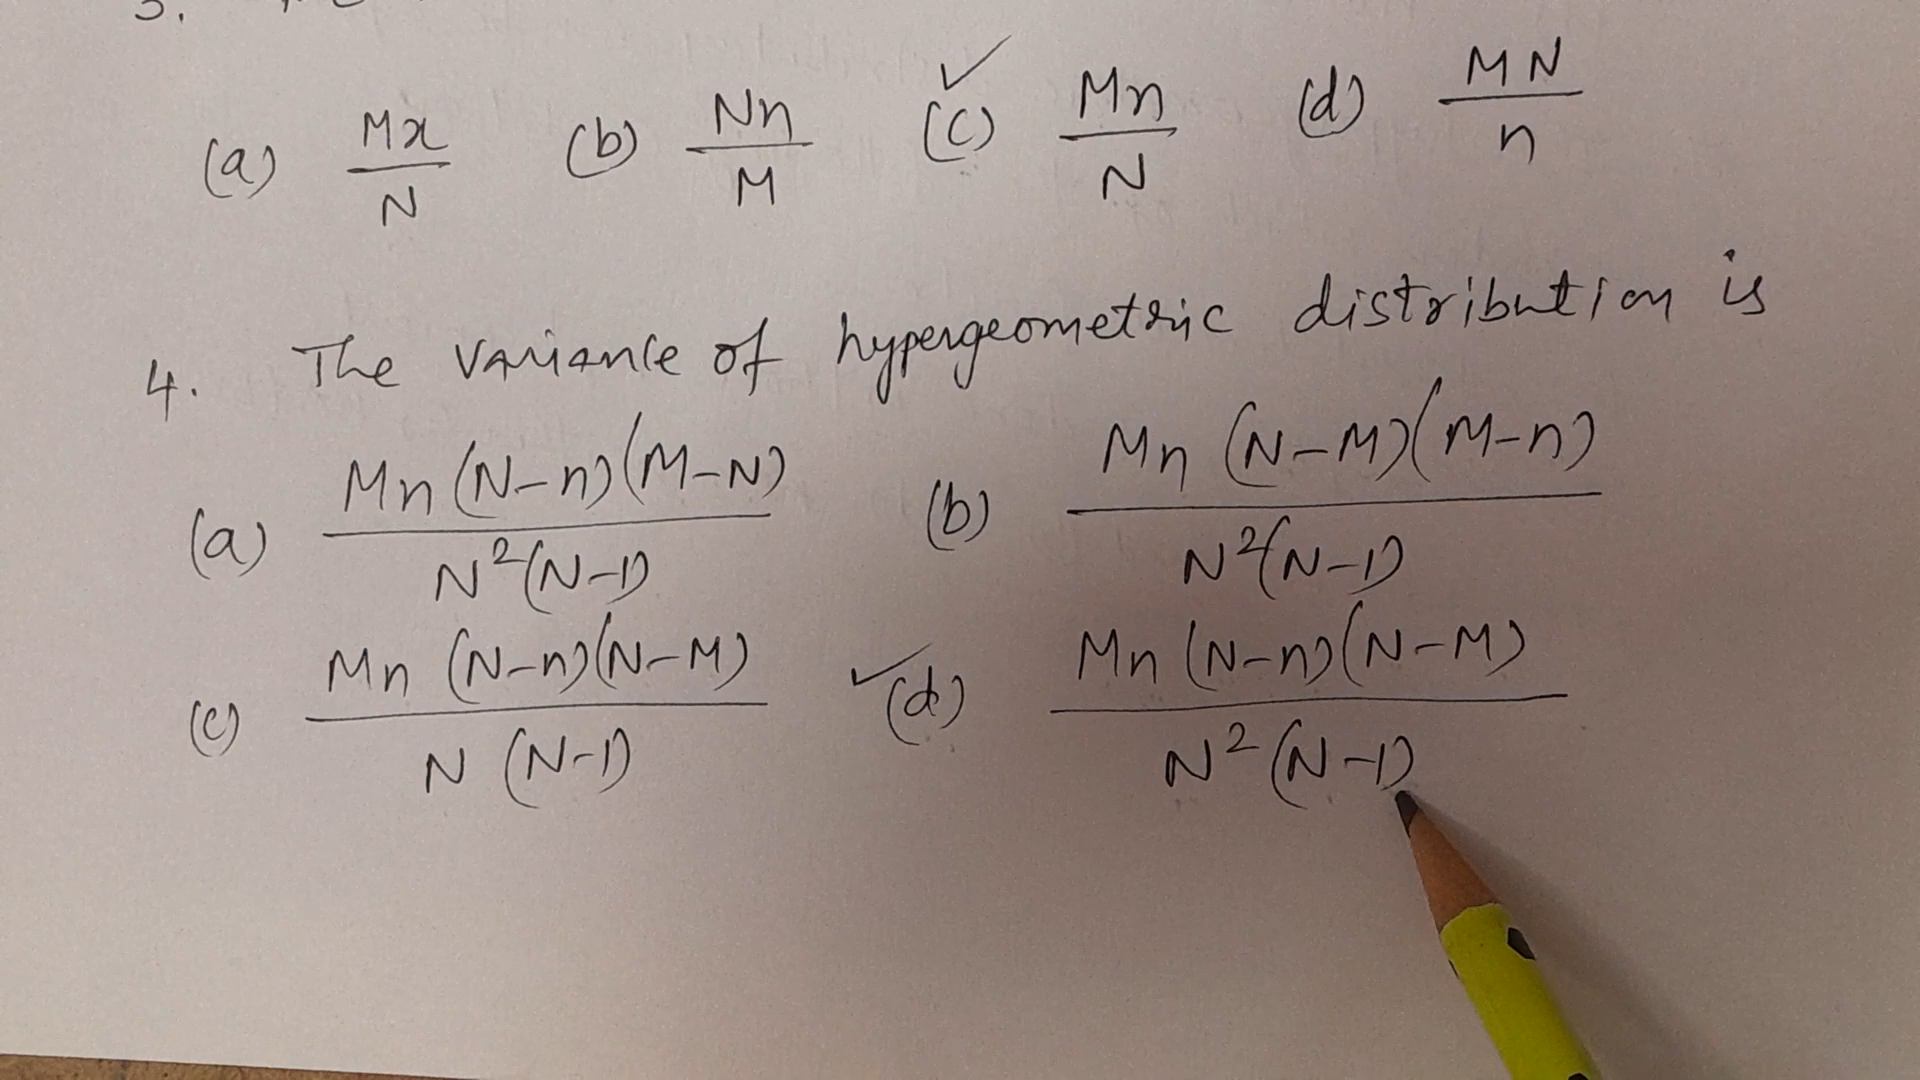 3.
(a) Mx/N (b) Nn/M ✓(c) Mn/N (d) MN/n
4. The variance of hypergeometric distribution is
(a) Mn(N-n)(M-N)/N²(N-1) (b) Mn(N-M)(M-n)/N²(N-1)
(c) Mn(N-n)(N-M)/N(N-1) ✓(d) Mn(N-n)(N-M)/N²(N-1)